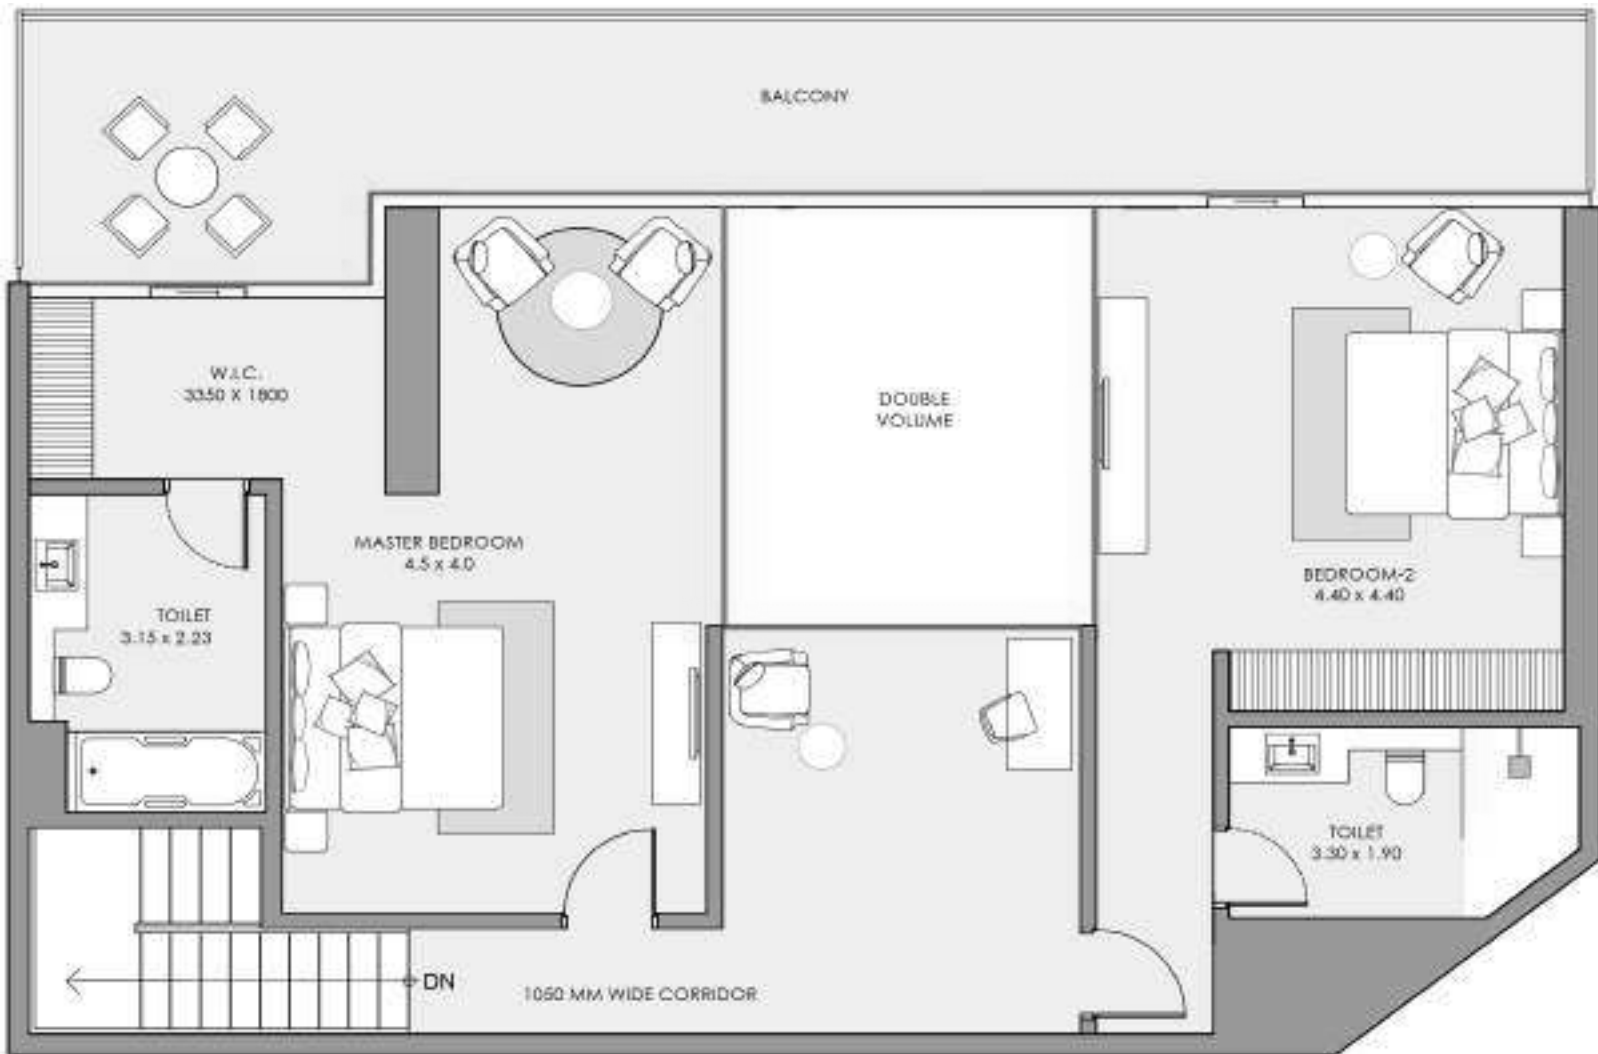 BALCONY
W.I.C.
3350 X 1800
DOUBLE
VOLUME
MASTER BEDROOM
4.5 x 4.0
BEDROOM-2
4.40 x 4.40
TOILET
3.15 x 2.23
TOILET
3.30 x 1.90
DN
1050 MM WIDE CORRIDOR